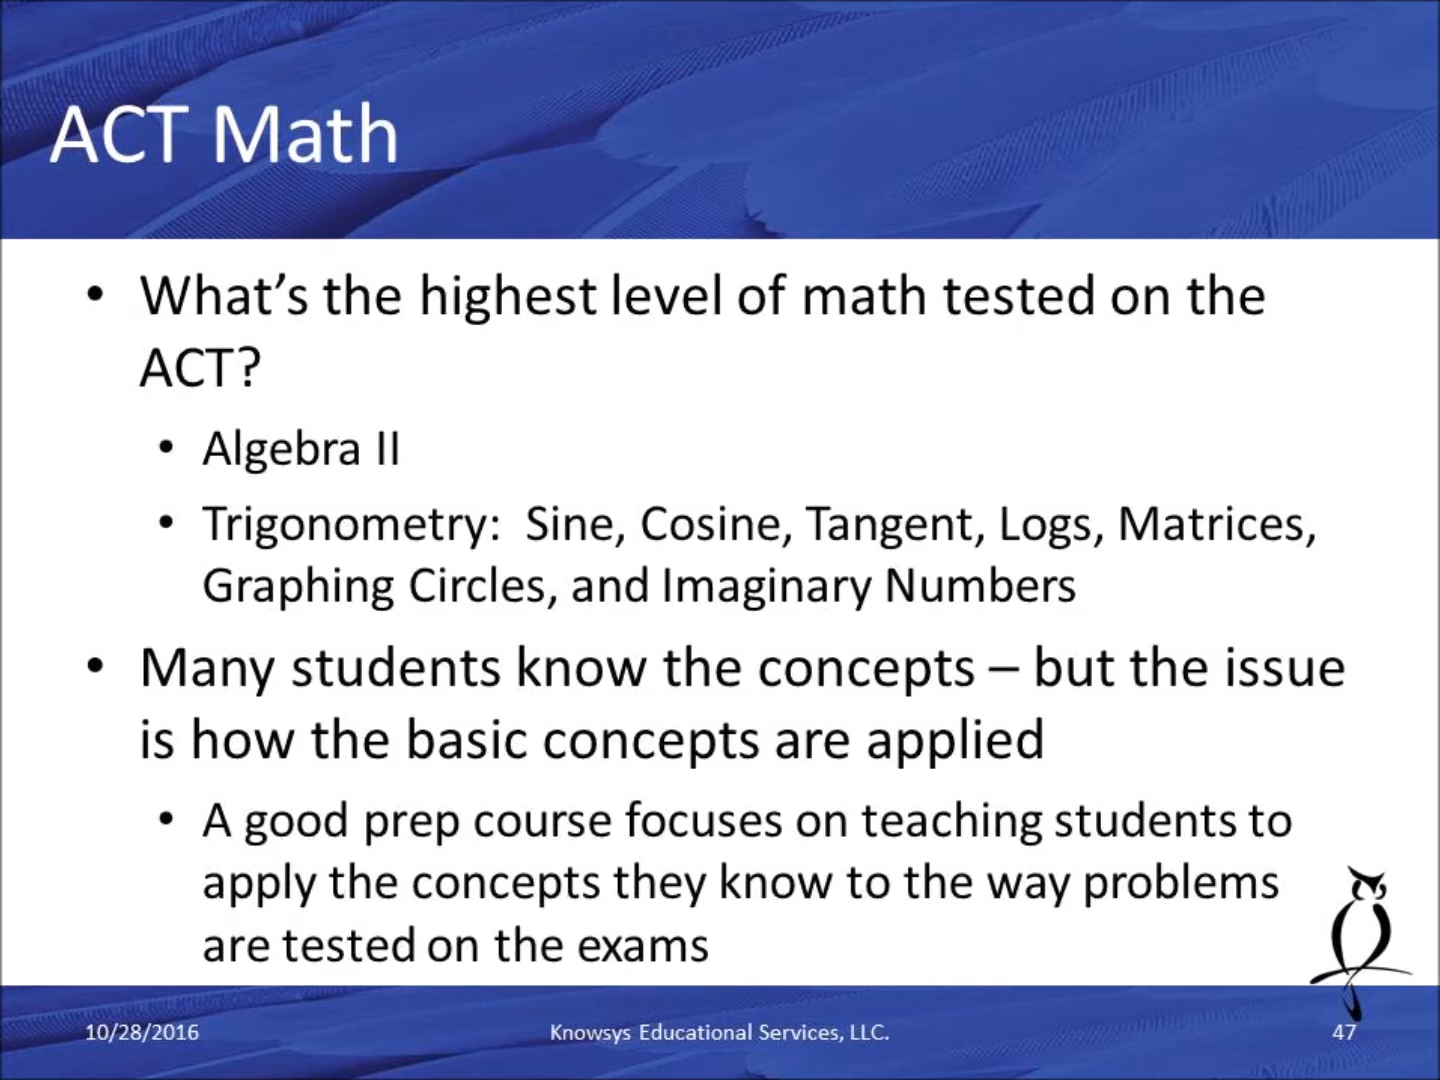 ACT Math
• What’s the highest level of math tested on the
ACT?
• Algebra II
• Trigonometry:  Sine, Cosine, Tangent, Logs, Matrices,
Graphing Circles, and Imaginary Numbers
• Many students know the concepts – but the issue
is how the basic concepts are applied
• A good prep course focuses on teaching students to
apply the concepts they know to the way problems
are tested on the exams
10/28/2016
Knowsys Educational Services, LLC.
47